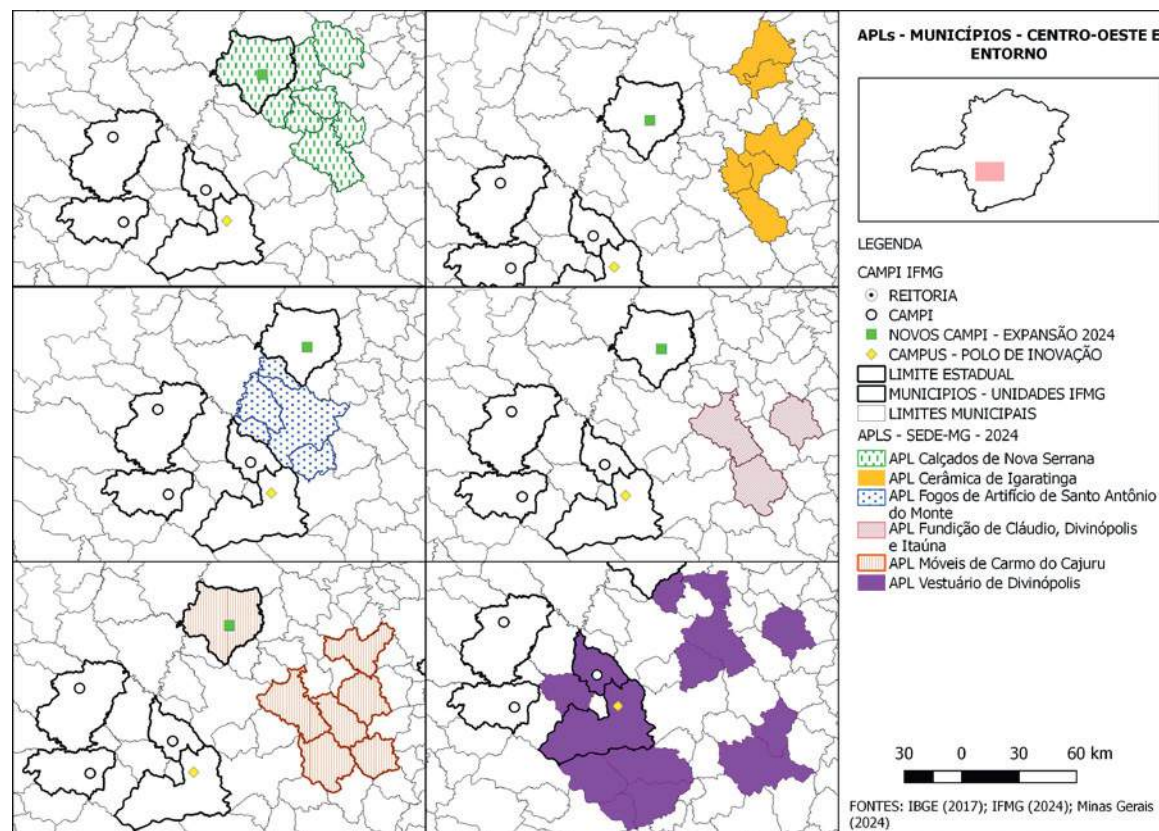 APLs - MUNICÍPIOS - CENTRO-OESTE E
ENTORNO
LEGENDA
CAMPI IFMG
REITORIA
CAMPI
NOVOS CAMPI - EXPANSÃO 2024
CAMPUS - POLO DE INOVAÇÃO
LIMITE ESTADUAL
MUNICIPIOS - UNIDADES IFMG
LIMITES MUNICIPAIS
APLS - SEDE-MG - 2024
APL Calçados de Nova Serrana
APL Cerâmica de Igaratinga
APL Fogos de Artifício de Santo Antônio
do Monte
APL Fundição de Cláudio, Divinópolis
e Itaúna
APL Móveis de Carmo do Cajuru
APL Vestuário de Divinópolis
30 0 30 60 km
FONTES: IBGE (2017); IFMG (2024); Minas Gerais
(2024)